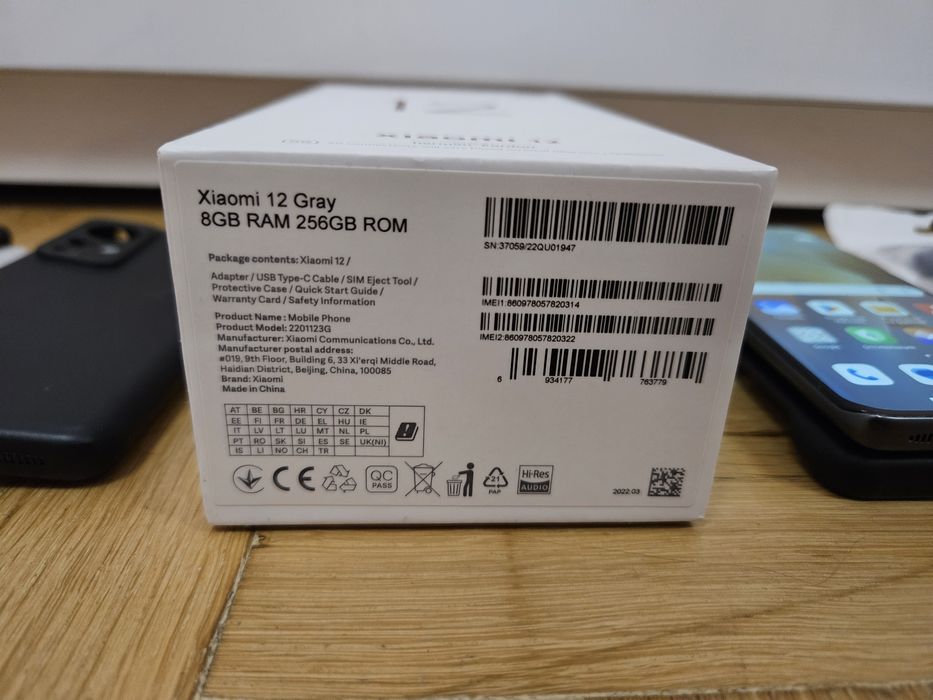 xiaomi 12
harman/kardon
Xiaomi 12 Gray
8GB RAM 256GB ROM
Package contents: Xiaomi 12 /
Adapter / USB Type-C Cable / SIM Eject Tool /
Protective Case / Quick Start Guide /
Warranty Card / Safety Information
Product Name : Mobile Phone
Product Model: 2201123G
Manufacturer: Xiaomi Communications Co., Ltd.
Manufacturer postal address:
#019, 9th Floor, Building 6, 33 Xi'erqi Middle Road,
Haidian District, Beijing, China, 100085
Brand: Xiaomi
Made in China
AT BE BG HR CY CZ DK
EE FI FR DE EL HU IE
IT LV LT LU MT NL PL
PT RO SK SI ES SE UK(NI)
IS LI NO CH TR
CE
QC
PASS
21
PAP
Hi-Res
AUDIO
SN:37059/22QU01947
IMEI1:860978057820314
IMEI2:860978057820322
6 934177 763779
2022.03